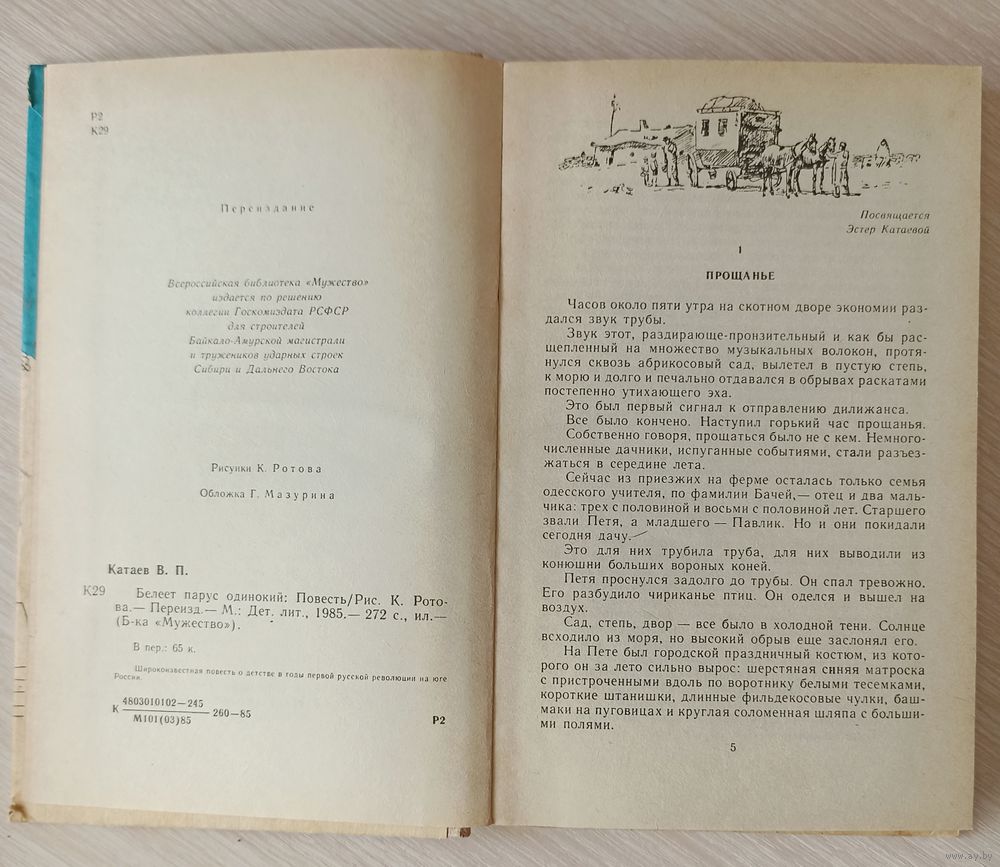 Р2
К29
Переиздание
Всероссийская библиотека «Мужество»
издается по решению
коллегии Госкомиздата РСФСР
для строителей
Байкало-Амурской магистрали
и тружеников ударных строек
Сибири и Дальнего Востока
Рисунки К. Ротова
Обложка Г. Мазурина
Катаев В. П.
К29
Белеет парус одинокий: Повесть/Рис. К. Рото-
ва.— Переизд.— М.: Дет. лит., 1985.— 272 с., ил.—
(Б-ка «Мужество»).
В пер.: 65 к.
Широкоизвестная повесть о детстве в годы первой русской революции на юге
России.
К 4803010102—245
М101(03)85 260—85
Р2
Посвящается
Эстер Катаевой
1
ПРОЩАНЬЕ
Часов около пяти утра на скотном дворе экономии раз-
дался звук трубы.
Звук этот, раздирающе-пронзительный и как бы рас-
щепленный на множество музыкальных волокон, протя-
нулся сквозь абрикосовый сад, вылетел в пустую степь,
к морю и долго и печально отдавался в обрывах раскатами
постепенно утихающего эха.
Это был первый сигнал к отправлению дилижанса.
Все было кончено. Наступил горький час прощанья.
Собственно говоря, прощаться было не с кем. Немного-
численные дачники, испуганные событиями, стали разъез-
жаться в середине лета.
Сейчас из приезжих на ферме осталась только семья
одесского учителя, по фамилии Бачей,— отец и два маль-
чика: трех с половиной и восьми с половиной лет. Старшего
звали Петя, а младшего — Павлик. Но и они покидали
сегодня дачу.
Это для них трубила труба, для них выводили из
конюшни больших вороных коней.
Петя проснулся задолго до трубы. Он спал тревожно.
Его разбудило чириканье птиц. Он оделся и вышел на
воздух.
Сад, степь, двор — все было в холодной тени. Солнце
всходило из моря, но высокий обрыв еще заслонял его.
На Пете был городской праздничный костюм, из кото-
рого он за лето сильно вырос: шерстяная синяя матроска
с пристроченными вдоль по воротнику белыми тесемками,
короткие штанишки, длинные фильдекосовые чулки, баш-
маки на пуговицах и круглая соломенная шляпа с больши-
ми полями.
5
www.ay.by